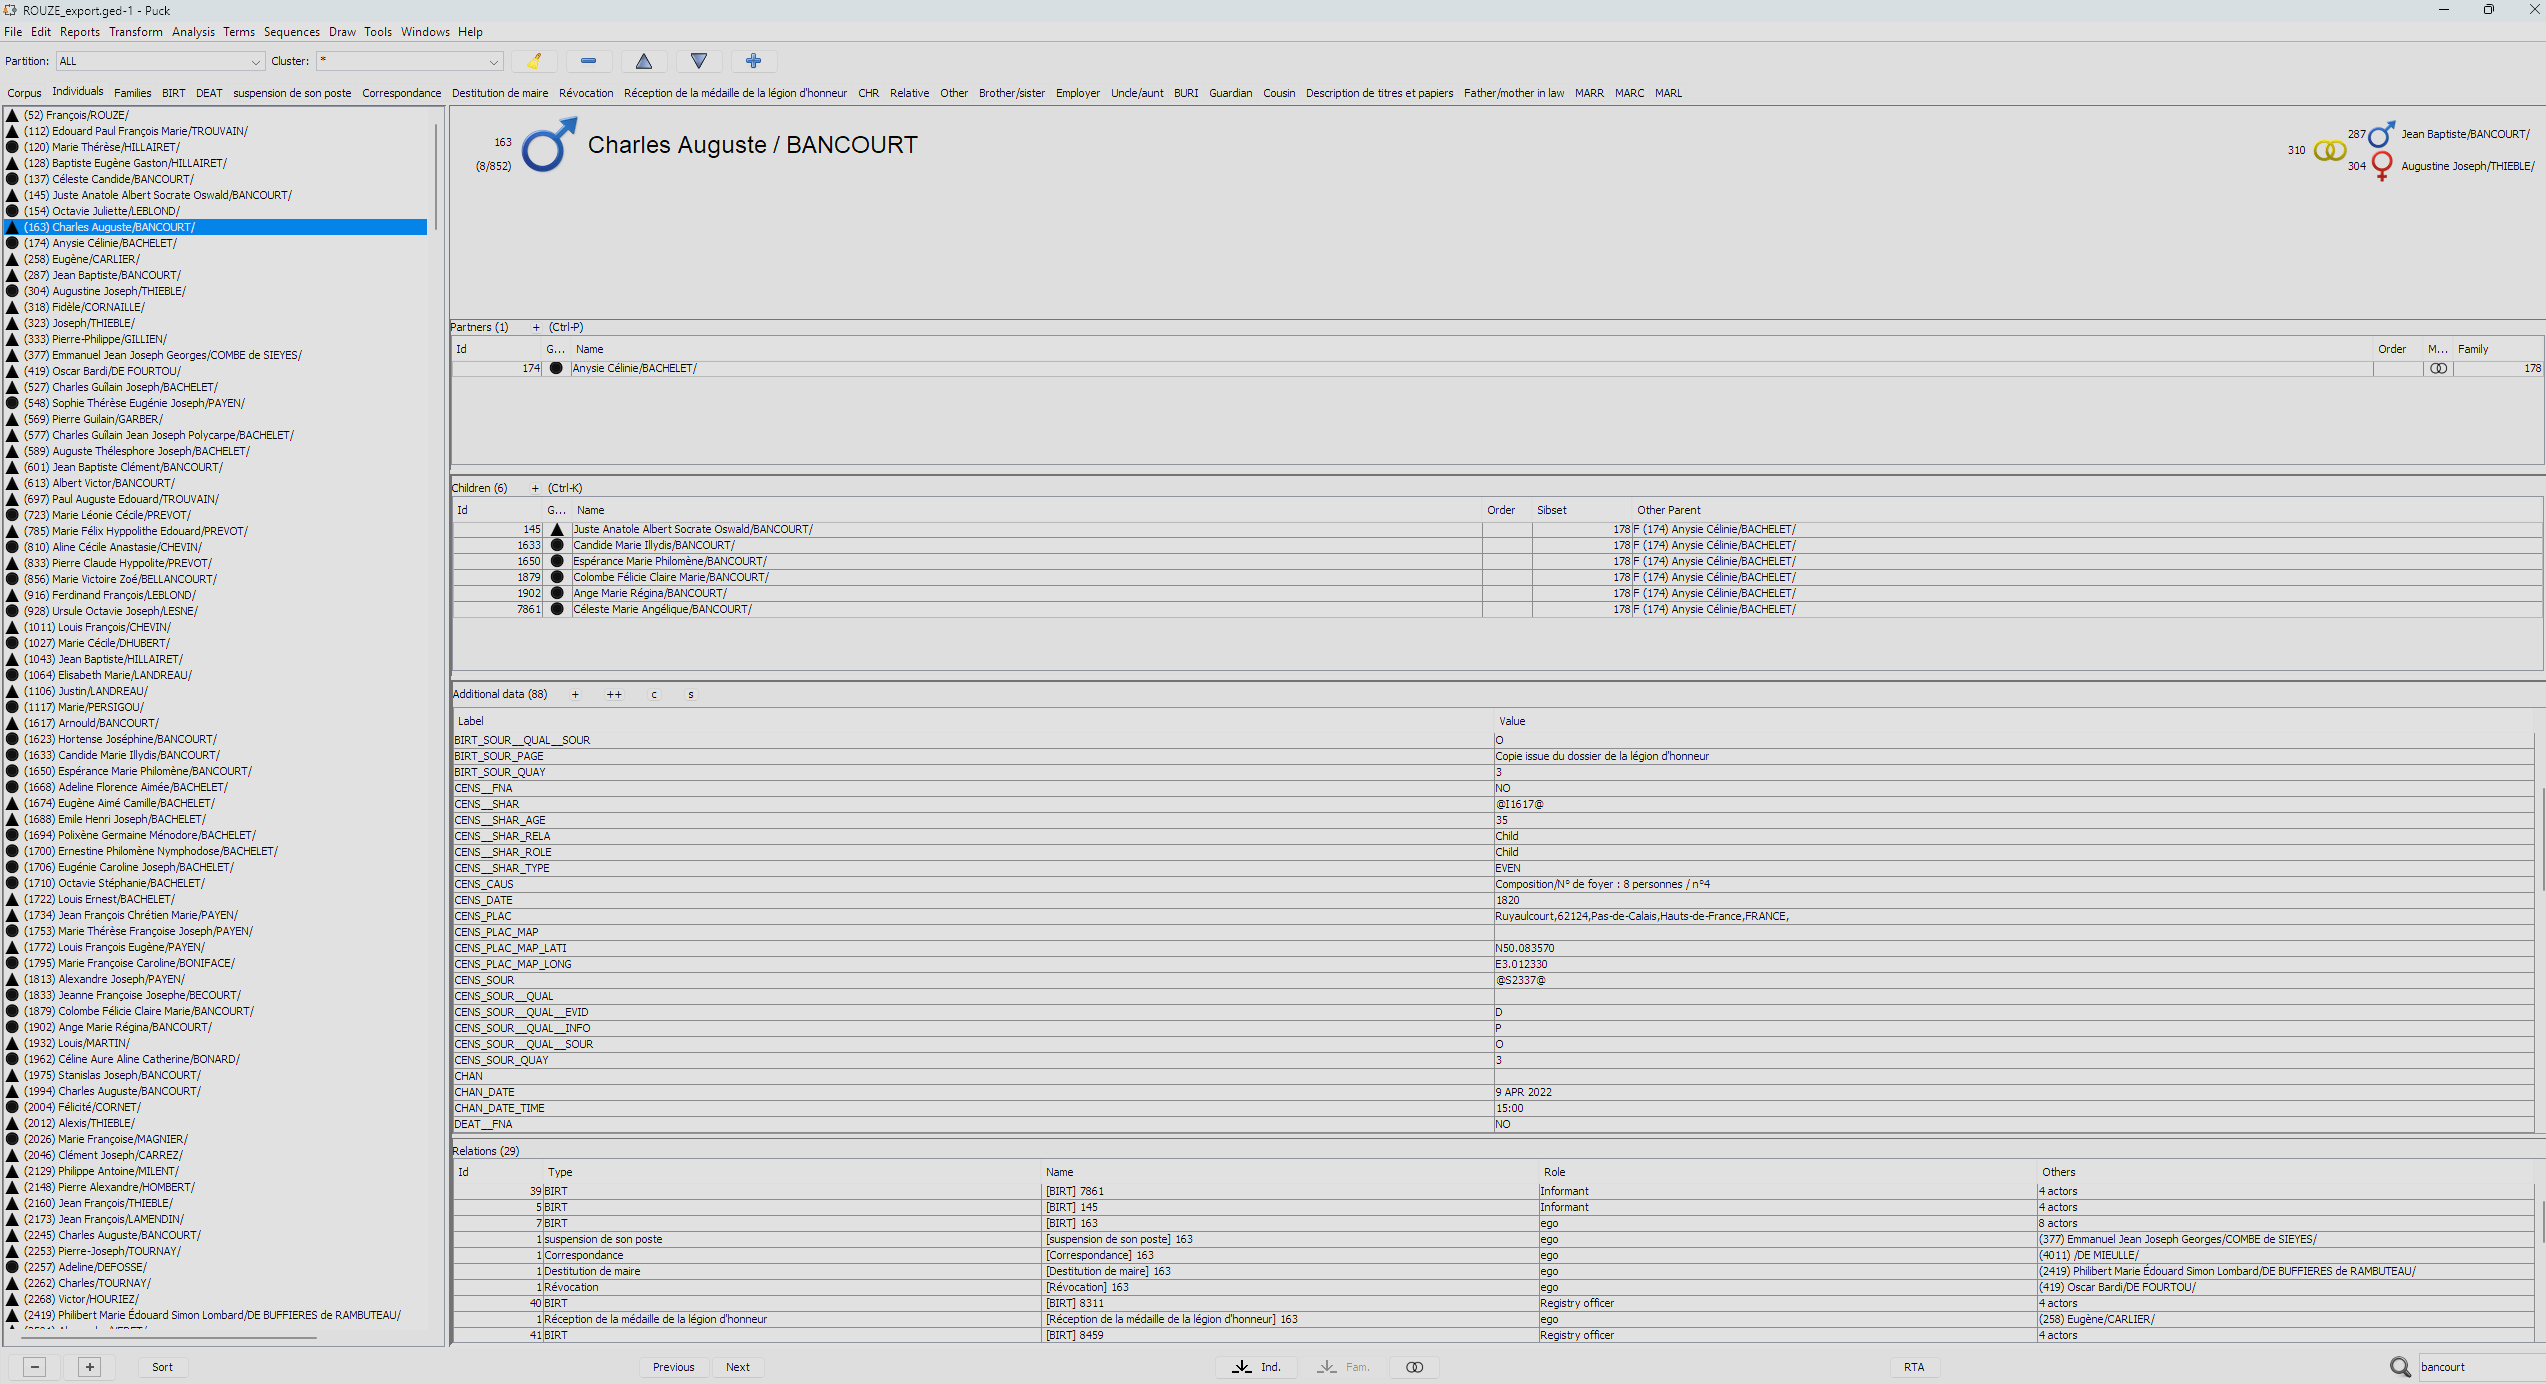 ROUZE_export.ged-1 - Puck
File Edit Reports Transform Analysis Terms Sequences Draw Tools Windows Help
Partition: ALL Cluster: *
Corpus Individuals Families BIRT DEAT suspension de son poste Correspondance Destitution de maire Révocation Réception de la médaille de la légion d'honneur CHR Relative Other Brother/sister Employer Uncle/aunt BURI Guardian Cousin Description de titres et papiers Father/mother in law MARR MARC MARL
(52) François/ROUZE/
(112) Edouard Paul François Marie/TROUVAIN/
(120) Marie Thérèse/HILLAIRET/
(128) Baptiste Eugène Gaston/HILLAIRET/
(137) Céleste Candide/BANCOURT/
(145) Juste Anatole Albert Socrate Oswald/BANCOURT/
(154) Octavie Juliette/LEBLOND/
(163) Charles Auguste/BANCOURT/
(174) Anysie Célinie/BACHELET/
(258) Eugène/CARLIER/
(287) Jean Baptiste/BANCOURT/
(304) Augustine Joseph/THIEBLE/
(318) Fidèle/CORNAILLE/
(323) Joseph/THIEBLE/
(333) Pierre-Philippe/GILLIEN/
(377) Emmanuel Jean Joseph Georges/COMBE de SIEYES/
(419) Oscar Bardi/DE FOURTOU/
(527) Charles Guîlain Joseph/BACHELET/
(548) Sophie Thérèse Eugénie Joseph/PAYEN/
(569) Pierre Guilain/GARBER/
(577) Charles Guîlain Jean Joseph Polycarpe/BACHELET/
(589) Auguste Thélesphore Joseph/BACHELET/
(601) Jean Baptiste Clément/BANCOURT/
(613) Albert Victor/BANCOURT/
(697) Paul Auguste Edouard/TROUVAIN/
(723) Marie Léonie Cécile/PREVOT/
(785) Marie Félix Hyppolithe Edouard/PREVOT/
(810) Aline Cécile Anastasie/CHEVIN/
(833) Pierre Claude Hyppolite/PREVOT/
(856) Marie Victoire Zoé/BELLANCOURT/
(916) Ferdinand François/LEBLOND/
(928) Ursule Octavie Joseph/LESNE/
(1011) Louis François/CHEVIN/
(1027) Marie Cécile/DHUBERT/
(1043) Jean Baptiste/HILLAIRET/
(1064) Elisabeth Marie/LANDREAU/
(1106) Justin/LANDREAU/
(1117) Marie/PERSIGOU/
(1617) Arnould/BANCOURT/
(1623) Hortense Joséphine/BANCOURT/
(1633) Candide Marie Illydis/BANCOURT/
(1650) Espérance Marie Philomène/BANCOURT/
(1668) Adeline Florence Aimée/BACHELET/
(1674) Eugène Aimé Camille/BACHELET/
(1688) Emile Henri Joseph/BACHELET/
(1694) Polixène Germaine Ménodore/BACHELET/
(1700) Ernestine Philomène Nymphodose/BACHELET/
(1706) Eugénie Caroline Joseph/BACHELET/
(1710) Octavie Stéphanie/BACHELET/
(1722) Louis Ernest/BACHELET/
(1734) Jean François Chrétien Marie/PAYEN/
(1753) Marie Thérèse Françoise Joseph/PAYEN/
(1772) Louis François Eugène/PAYEN/
(1795) Marie Françoise Caroline/BONIFACE/
(1813) Alexandre Joseph/PAYEN/
(1833) Jeanne Françoise Josephe/BECOURT/
(1879) Colombe Félicie Claire Marie/BANCOURT/
(1902) Ange Marie Régina/BANCOURT/
(1932) Louis/MARTIN/
(1962) Céline Aure Aline Catherine/BONARD/
(1975) Stanislas Joseph/BANCOURT/
(1994) Charles Auguste/BANCOURT/
(2004) Félicité/CORNET/
(2012) Alexis/THIEBLE/
(2026) Marie Françoise/MAGNIER/
(2046) Clément Joseph/CARREZ/
(2129) Philippe Antoine/MILENT/
(2148) Pierre Alexandre/HOMBERT/
(2160) Jean François/THIEBLE/
(2173) Jean François/LAMENDIN/
(2245) Charles Auguste/BANCOURT/
(2253) Pierre-Joseph/TOURNAY/
(2257) Adeline/DEFOSSE/
(2262) Charles/TOURNAY/
(2268) Victor/HOURIEZ/
(2419) Philibert Marie Édouard Simon Lombard/DE BUFFIERES de RAMBUTEAU/
163
(8/852)
Charles Auguste / BANCOURT
310
287 Jean Baptiste/BANCOURT/
304 Augustine Joseph/THIEBLE/
Partners (1) + (Ctrl-P)
Id G... Name Order M... Family
174 Anysie Célinie/BACHELET/ 178
Children (6) + (Ctrl-K)
Id G... Name Order Sibset Other Parent
145 Juste Anatole Albert Socrate Oswald/BANCOURT/ 178 F (174) Anysie Célinie/BACHELET/
1633 Candide Marie Illydis/BANCOURT/ 178 F (174) Anysie Célinie/BACHELET/
1650 Espérance Marie Philomène/BANCOURT/ 178 F (174) Anysie Célinie/BACHELET/
1879 Colombe Félicie Claire Marie/BANCOURT/ 178 F (174) Anysie Célinie/BACHELET/
1902 Ange Marie Régina/BANCOURT/ 178 F (174) Anysie Célinie/BACHELET/
7861 Céleste Marie Angélique/BANCOURT/ 178 F (174) Anysie Célinie/BACHELET/
Additional data (88) + ++ c s
Label Value
BIRT_SOUR__QUAL__SOUR O
BIRT_SOUR_PAGE Copie issue du dossier de la légion d'honneur
BIRT_SOUR_QUAY 3
CENS__FNA NO
CENS__SHAR @I1617@
CENS__SHAR_AGE 35
CENS__SHAR_RELA Child
CENS__SHAR_ROLE Child
CENS__SHAR_TYPE EVEN
CENS_CAUS Composition/N° de foyer : 8 personnes / n°4
CENS_DATE 1820
CENS_PLAC Ruyaulcourt,62124,Pas-de-Calais,Hauts-de-France,FRANCE,
CENS_PLAC_MAP
CENS_PLAC_MAP_LATI N50.083570
CENS_PLAC_MAP_LONG E3.012330
CENS_SOUR @S2337@
CENS_SOUR__QUAL
CENS_SOUR__QUAL__EVID D
CENS_SOUR__QUAL__INFO P
CENS_SOUR__QUAL__SOUR O
CENS_SOUR_QUAY 3
CHAN
CHAN_DATE 9 APR 2022
CHAN_DATE_TIME 15:00
DEAT__FNA NO
Relations (29)
Id Type Name Role Others
39 BIRT [BIRT] 7861 Informant 4 actors
5 BIRT [BIRT] 145 Informant 4 actors
7 BIRT [BIRT] 163 ego 8 actors
1 suspension de son poste [suspension de son poste] 163 ego (377) Emmanuel Jean Joseph Georges/COMBE de SIEYES/
1 Correspondance [Correspondance] 163 ego (4011) /DE MIEULLE/
1 Destitution de maire [Destitution de maire] 163 ego (2419) Philibert Marie Édouard Simon Lombard/DE BUFFIERES de RAMBUTEAU/
1 Révocation [Révocation] 163 ego (419) Oscar Bardi/DE FOURTOU/
40 BIRT [BIRT] 8311 Registry officer 4 actors
1 Réception de la médaille de la légion d'honneur [Réception de la médaille de la légion d'honneur] 163 ego (258) Eugène/CARLIER/
41 BIRT [BIRT] 8459 Registry officer 4 actors
Sort Previous Next Ind. Fam. RTA bancourt